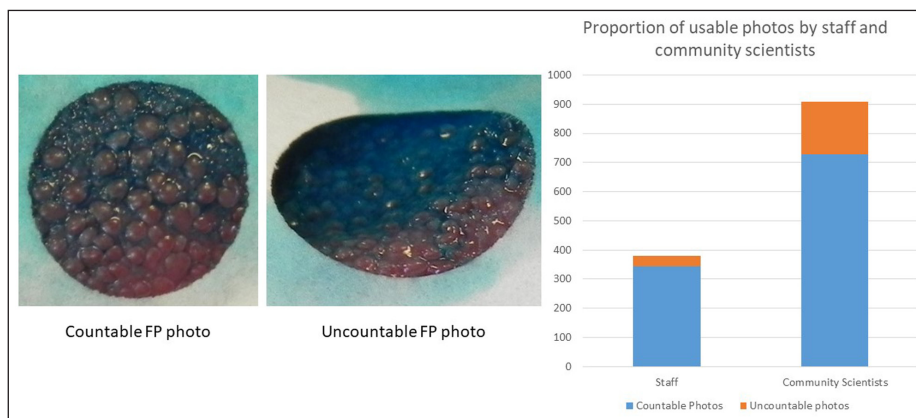 Countable FP photo
Uncountable FP photo
Proportion of usable photos by staff and
community scientists
1000
900
800
700
600
500
400
300
200
100
0
Staff
Community Scientists
Countable Photos
Uncountable photos